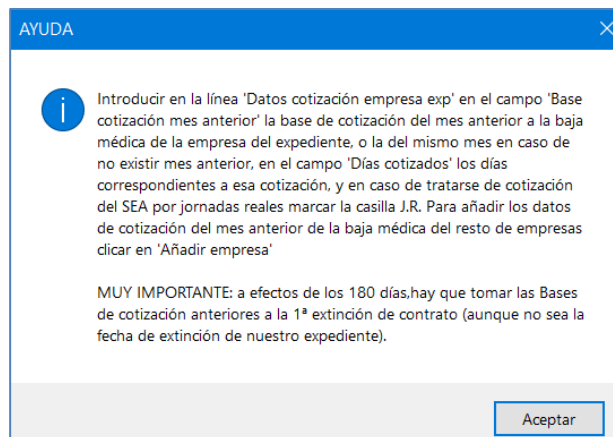 AYUDA
Introducir en la línea 'Datos cotización empresa exp' en el campo 'Base
cotización mes anterior' la base de cotización del mes anterior a la baja
médica de la empresa del expediente, o la del mismo mes en caso de
no existir mes anterior, en el campo 'Días cotizados' los días
correspondientes a esa cotización, y en caso de tratarse de cotización
del SEA por jornadas reales marcar la casilla J.R. Para añadir los datos
de cotización del mes anterior de la baja médica del resto de empresas
clicar en 'Añadir empresa'
MUY IMPORTANTE: a efectos de los 180 días,hay que tomar las Bases
de cotización anteriores a la 1ª extinción de contrato (aunque no sea la
fecha de extinción de nuestro expediente).
Aceptar